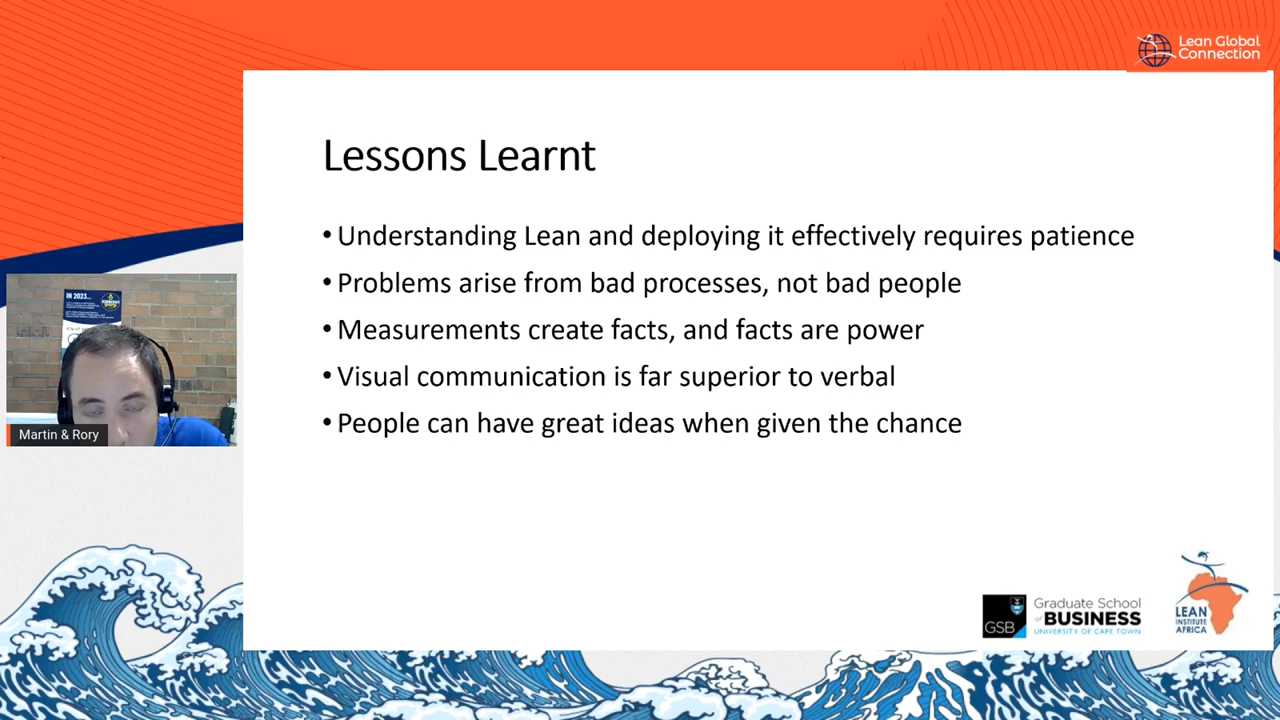 Lean Global
Connection
Lessons Learnt
• Understanding Lean and deploying it effectively requires patience
• Problems arise from bad processes, not bad people
• Measurements create facts, and facts are power
• Visual communication is far superior to verbal
• People can have great ideas when given the chance
IN 2023...
Martin & Rory
GSB
Graduate School
of BUSINESS
UNIVERSITY OF CAPE TOWN
LEAN
INSTITUTE
AFRICA